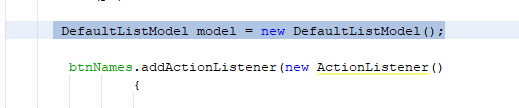 DefaultListModel model = new DefaultListModel();
btnNames.addActionListener(new ActionListener()
{